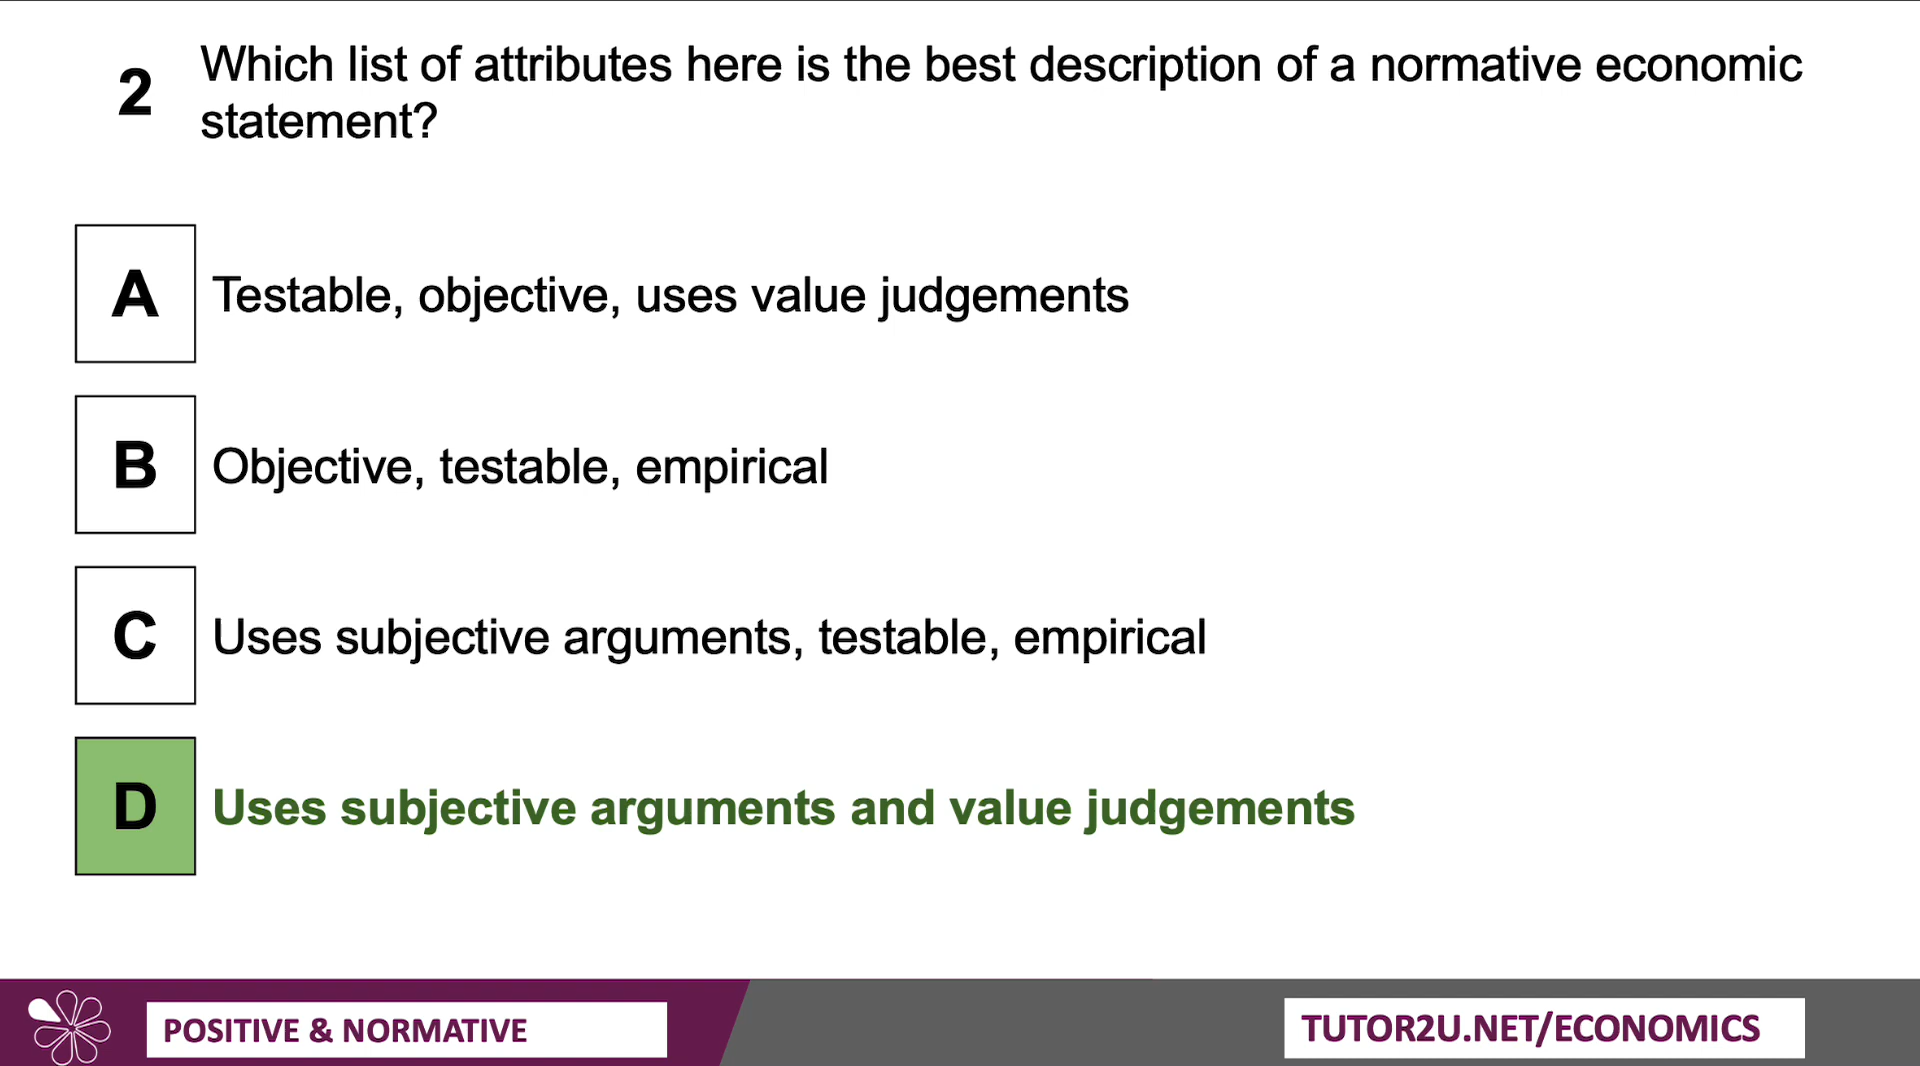 2
Which list of attributes here is the best description of a normative economic
statement?
A
Testable, objective, uses value judgements
B
Objective, testable, empirical
C
Uses subjective arguments, testable, empirical
D
Uses subjective arguments and value judgements
POSITIVE & NORMATIVE
TUTOR2U.NET/ECONOMICS